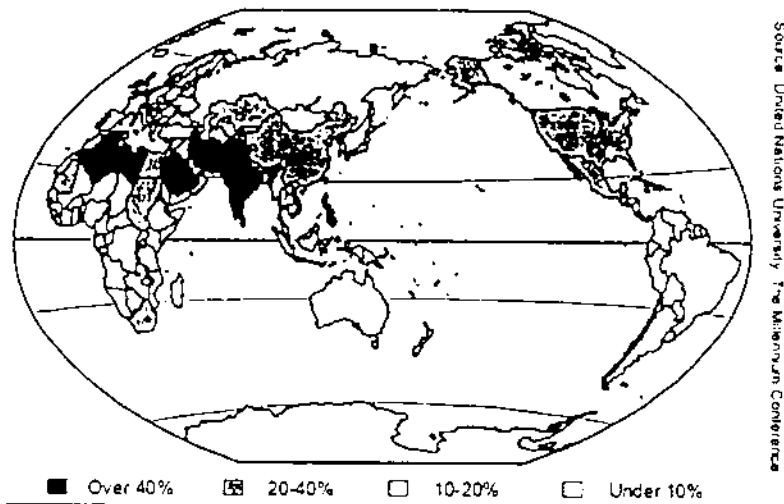 Over 40%
20-40%
10-20%
Under 10%
Source United Nations University The Millennium Conference